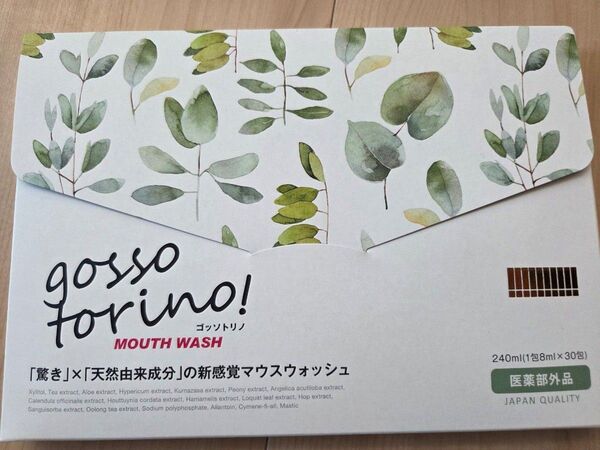 gosso
torino!
ゴッソトリノ
MOUTH WASH
「驚き」×「天然由来成分」の新感覚マウスウォッシュ
Xylitol, Tea extract, Aloe extract, Hypericum extract, Kumazasa extract, Peony extract, Angelica acutiloba extract,
Calendula officinalis extract, Houttuynia cordata extract, Hamamelis extract, Loquat leaf extract, Hop extract,
Sanguisorba extract, Oolong tea extract, Sodium polyphosphate, Allantoin, Cymene-5-ol, Mastic
240ml(1包8ml×30包)
医薬部外品
JAPAN QUALITY